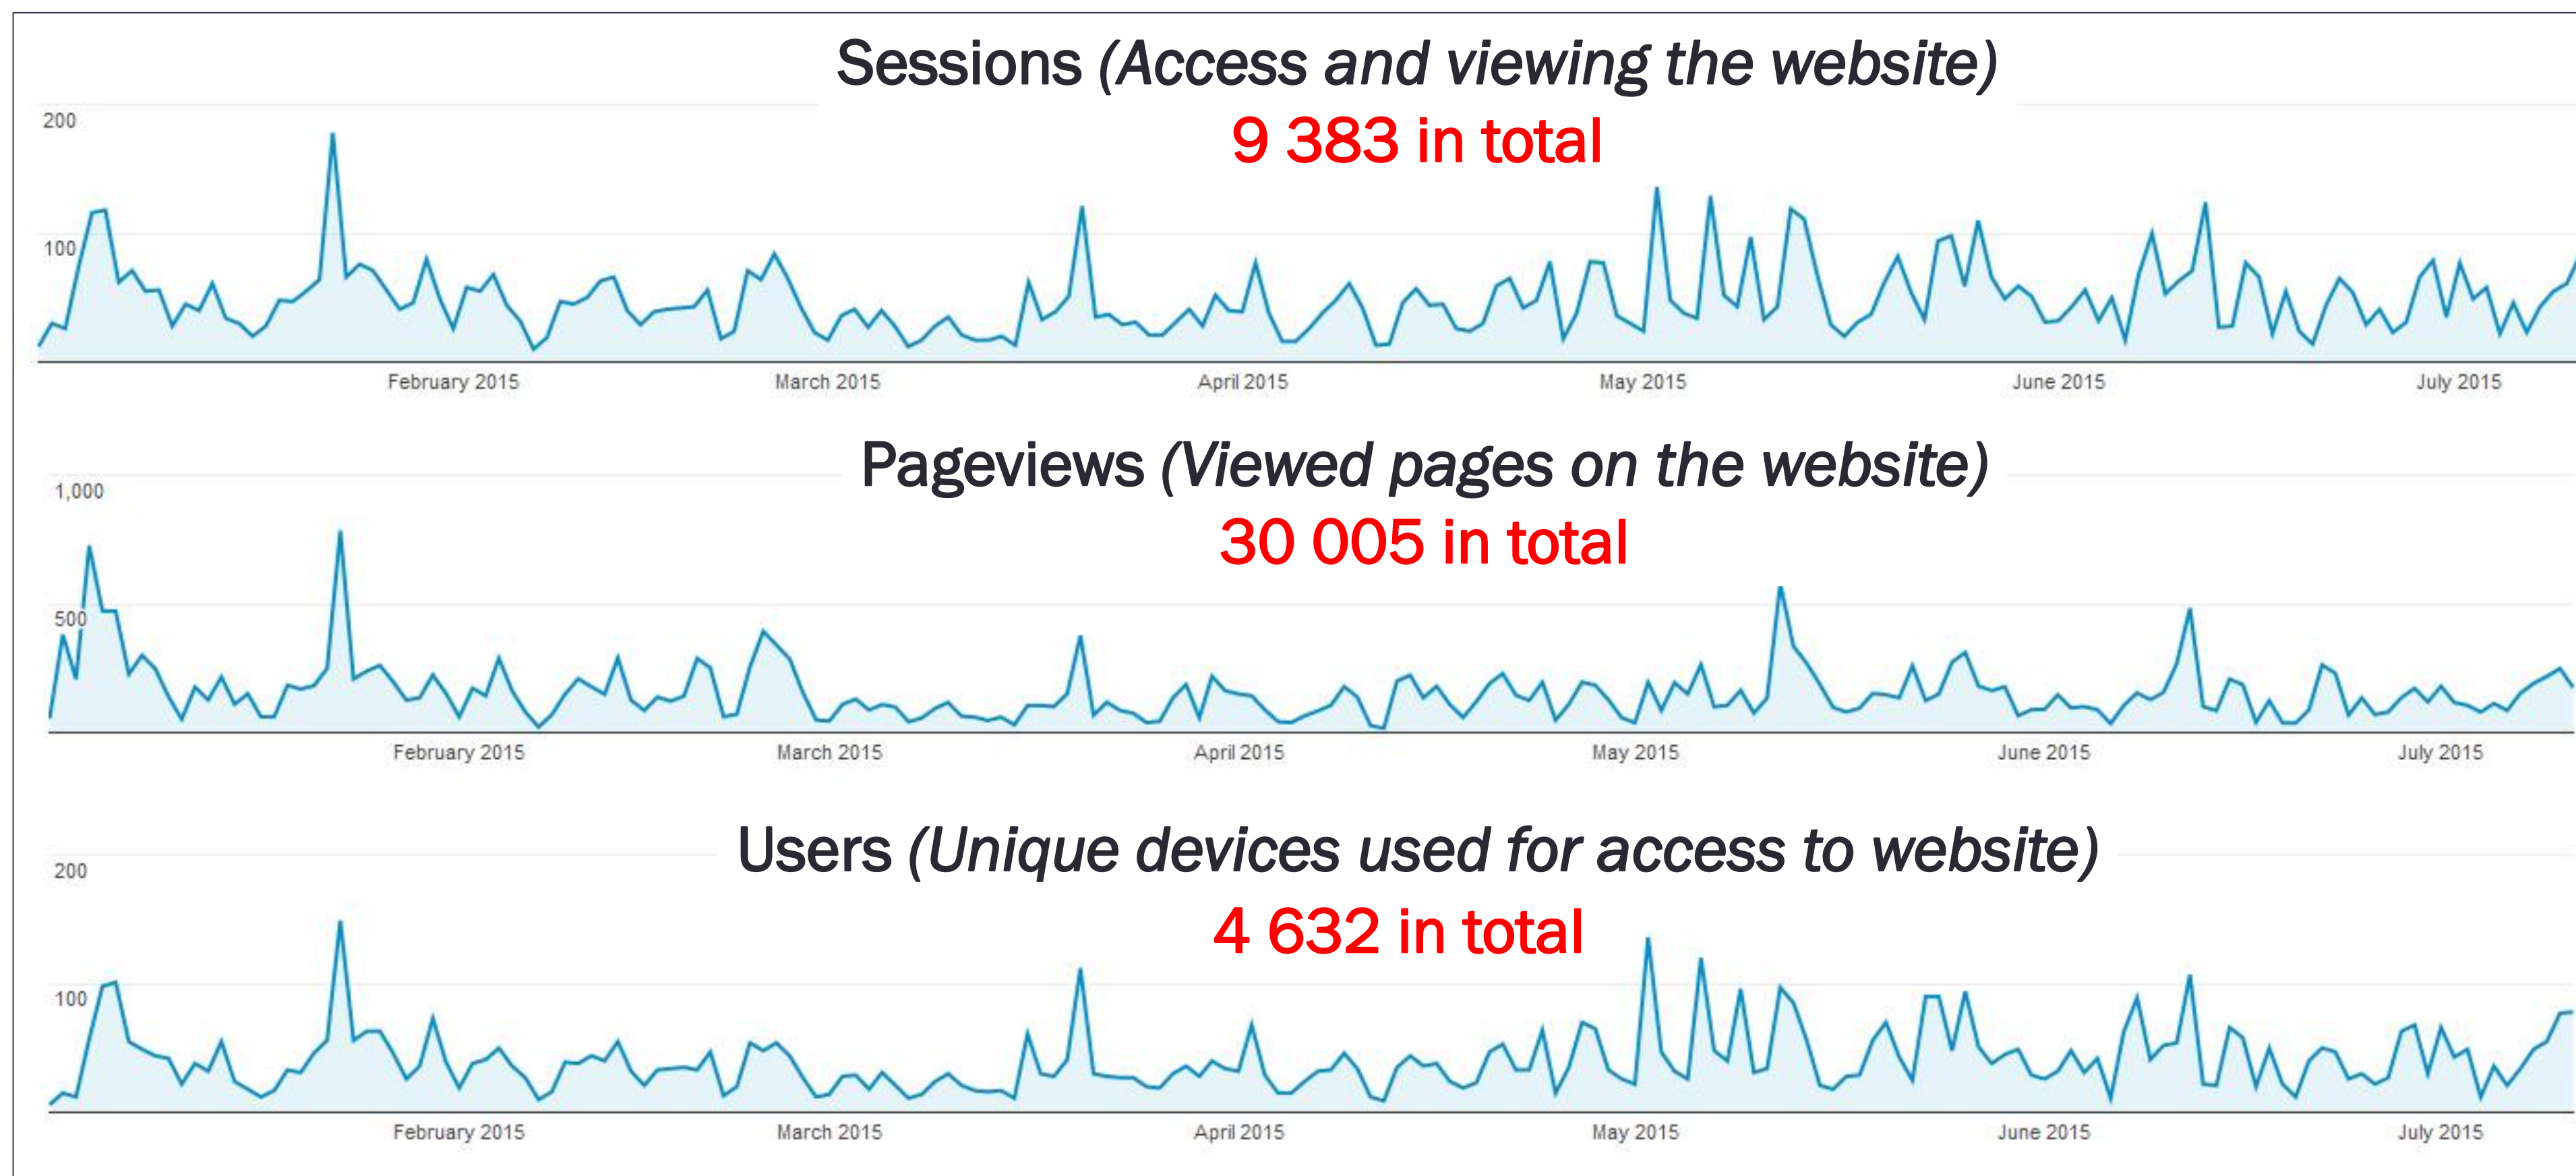 Sessions (Access and viewing the website)
9 383 in total
200
100
February 2015 March 2015 April 2015 May 2015 June 2015 July 2015
Pageviews (Viewed pages on the website)
30 005 in total
1,000
500
February 2015 March 2015 April 2015 May 2015 June 2015 July 2015
Users (Unique devices used for access to website)
4 632 in total
200
100
February 2015 March 2015 April 2015 May 2015 June 2015 July 2015